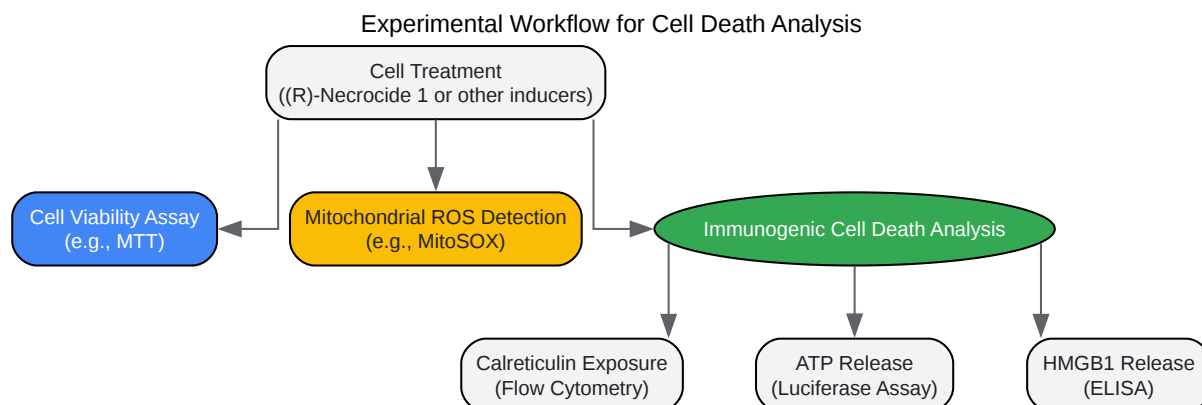 Experimental Workflow for Cell Death Analysis
Cell Treatment
((R)-Necrocide 1 or other inducers)
Cell Viability Assay
(e.g., MTT)
Mitochondrial ROS Detection
(e.g., MitoSOX)
Immunogenic Cell Death Analysis
Calreticulin Exposure
(Flow Cytometry)
ATP Release
(Luciferase Assay)
HMGB1 Release
(ELISA)